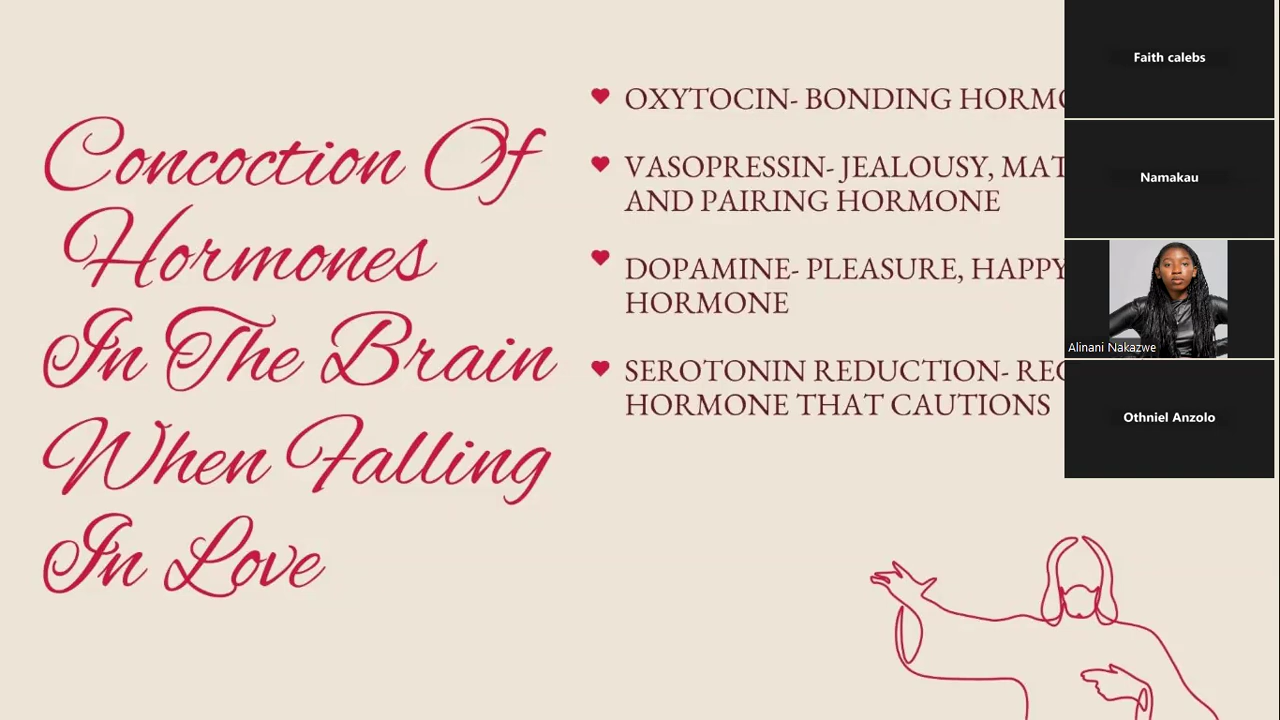 Concoction Of
Hormones
In The Brain
When Falling
In Love
OXYTOCIN- BONDING
VASOPRESSIN- JEALOUSY,
AND PAIRING HORMONE
DOPAMINE- PLEASURE, HAPPY
HORMONE
SEROTONIN REDUCTION-
HORMONE THAT CAUTIONS
Faith calebs
Namakau
Alinani Nakazwe
Othniel Anzolo